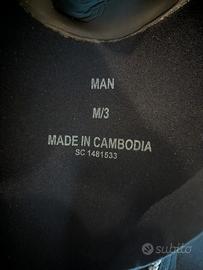 MAN
M/3
MADE IN CAMBODIA
SC 1481533
subito